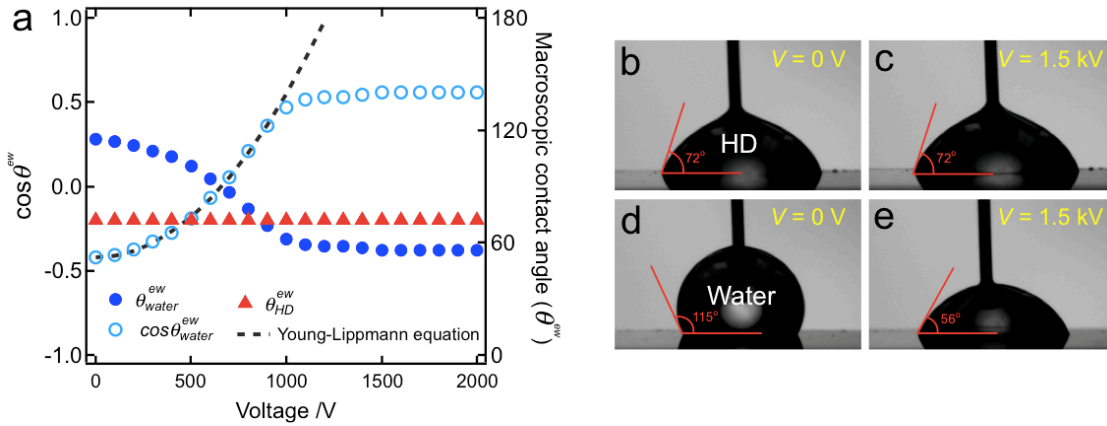 a
1.0
0.5
0.0
-0.5
-1.0
cosθ^ew
180
120
60
0
Macroscopic contact angle (θ^ew)
θ^ew_water
θ^ew_HD
cosθ^ew_water
Young-Lippmann equation
0
500
1000
1500
2000
Voltage /V
b
V = 0 V
HD
72°
c
V = 1.5 kV
72°
d
V = 0 V
Water
115°
e
V = 1.5 kV
56°